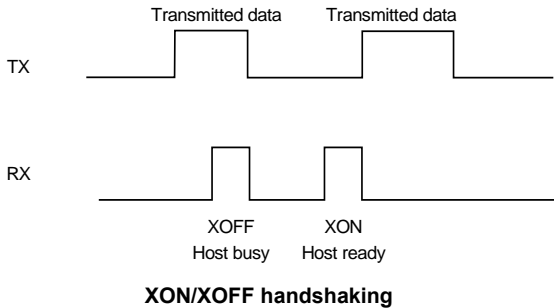 Transmitted data Transmitted data
TX
RX
XOFF XON
Host busy Host ready
XON/XOFF handshaking